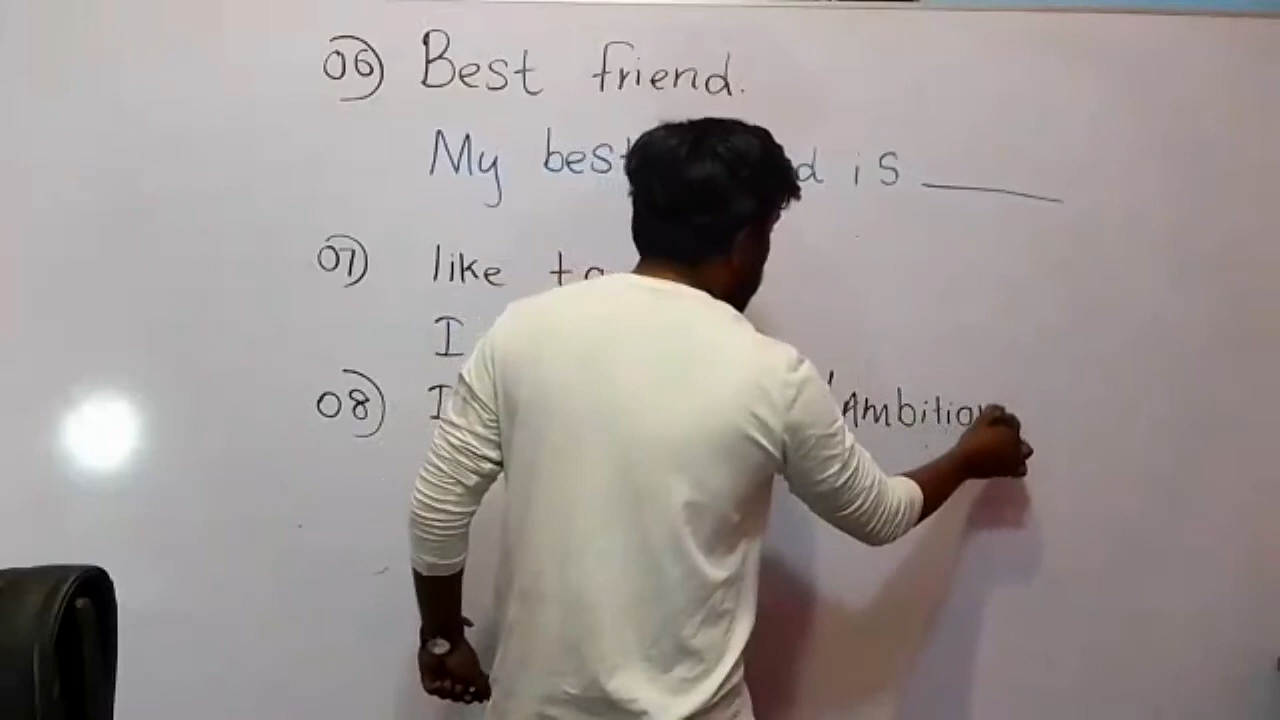 06) Best friend.
My best is ____
07) like to
I
08) I Ambition